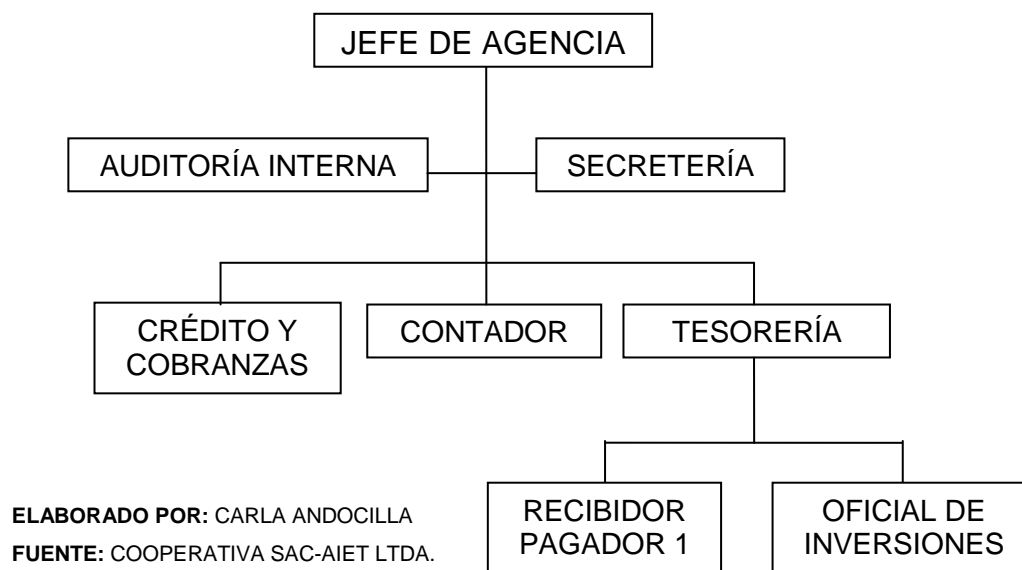 JEFE DE AGENCIA
AUDITORÍA INTERNA
SECRETERÍA
CRÉDITO Y
COBRANZAS
CONTADOR
TESORERÍA
RECIBIDOR
PAGADOR 1
OFICIAL DE
INVERSIONES
ELABORADO POR: CARLA ANDOCILLA
FUENTE: COOPERATIVA SAC-AIET LTDA.